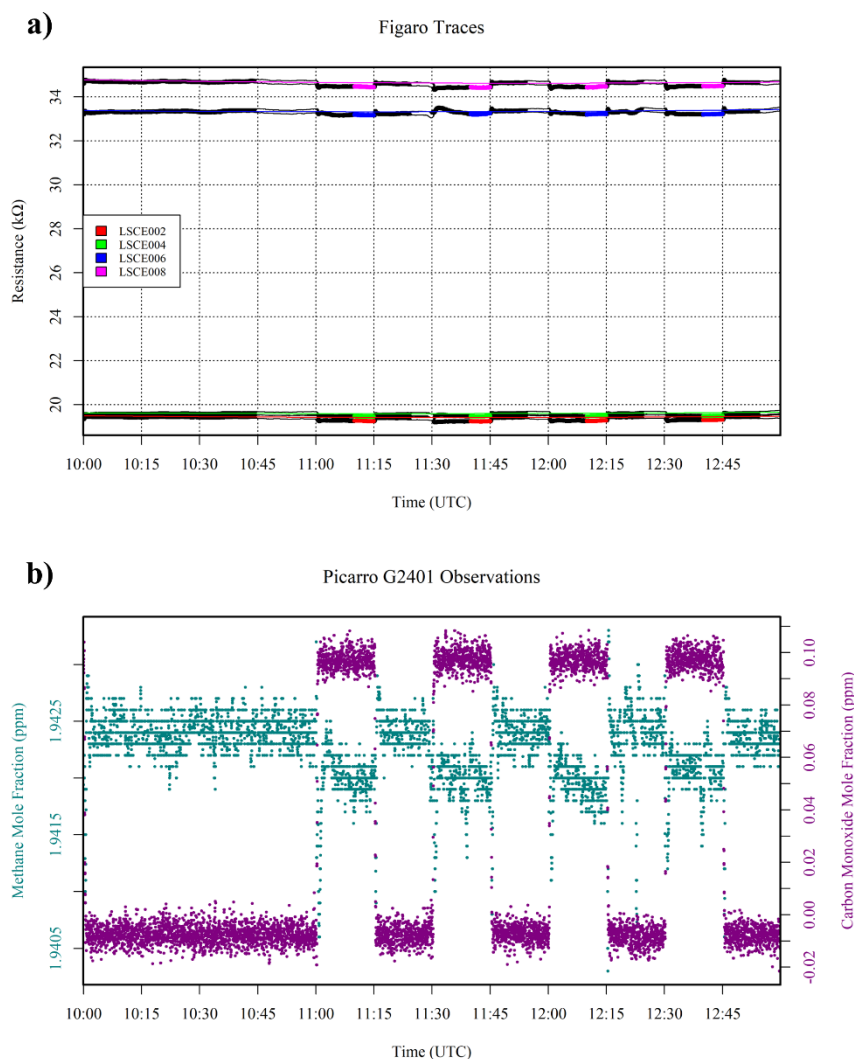 a)
Figaro Traces
Resistance (kΩ)
34
32
30
28
26
24
22
20
LSCE002
LSCE004
LSCE006
LSCE008
10:00 10:15 10:30 10:45 11:00 11:15 11:30 11:45 12:00 12:15 12:30 12:45
Time (UTC)
b)
Picarro G2401 Observations
Methane Mole Fraction (ppm)
1.9425
1.9415
1.9405
Carbon Monoxide Mole Fraction (ppm)
0.10
0.08
0.06
0.04
0.02
0.00
-0.02
10:00 10:15 10:30 10:45 11:00 11:15 11:30 11:45 12:00 12:15 12:30 12:45
Time (UTC)